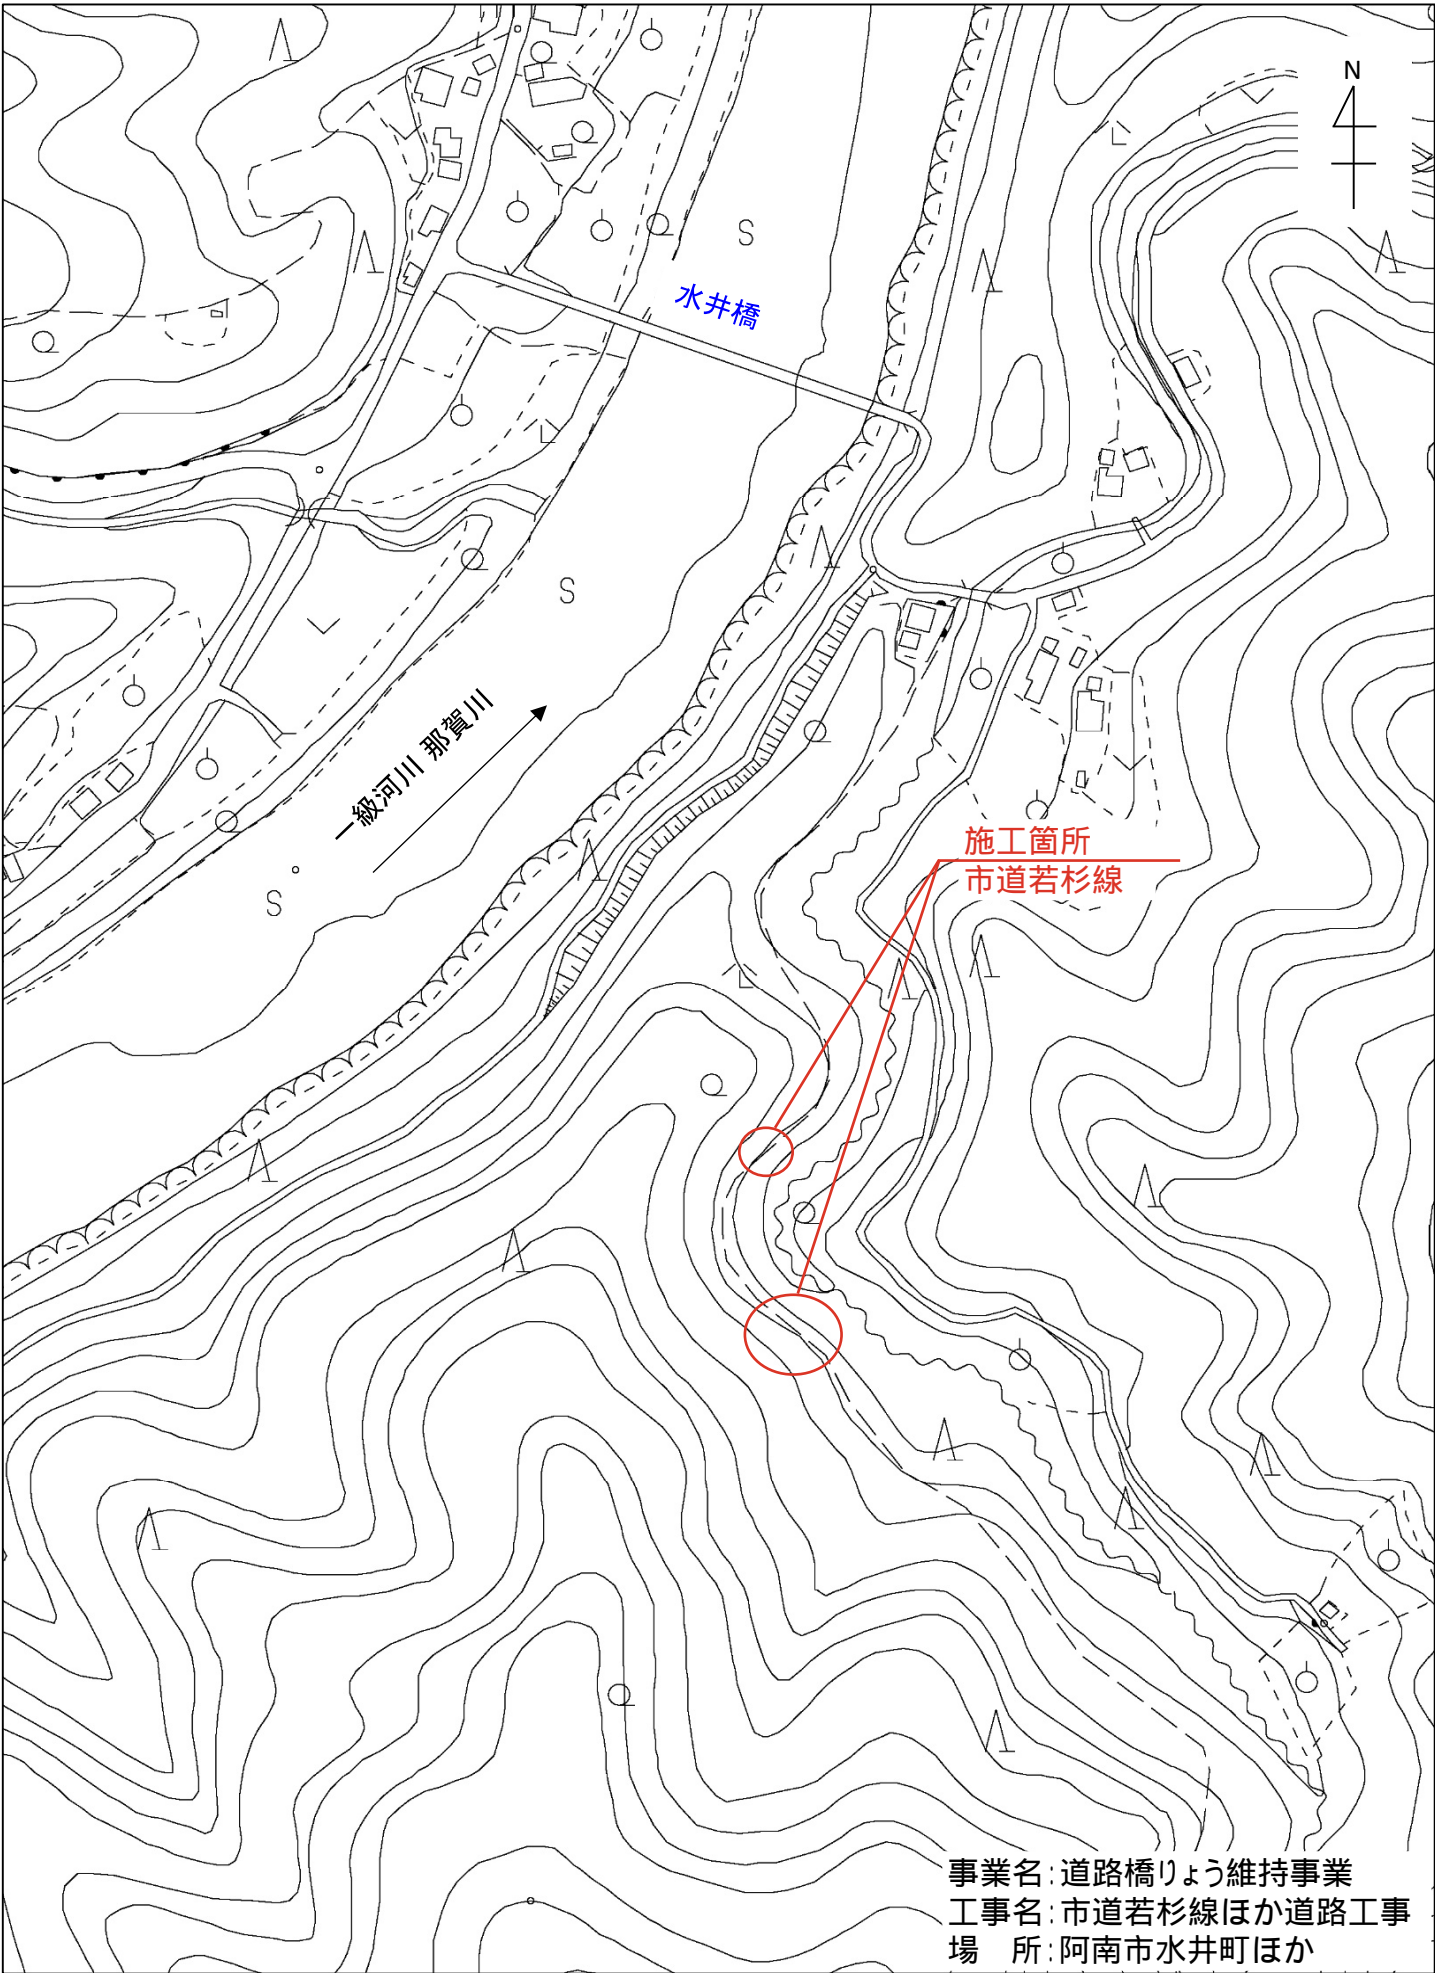 N
水井橋
一級河川 那賀川
施工箇所
市道若杉線
事業名:道路橋りょう維持事業
工事名:市道若杉線ほか道路工事
場　所:阿南市水井町ほか